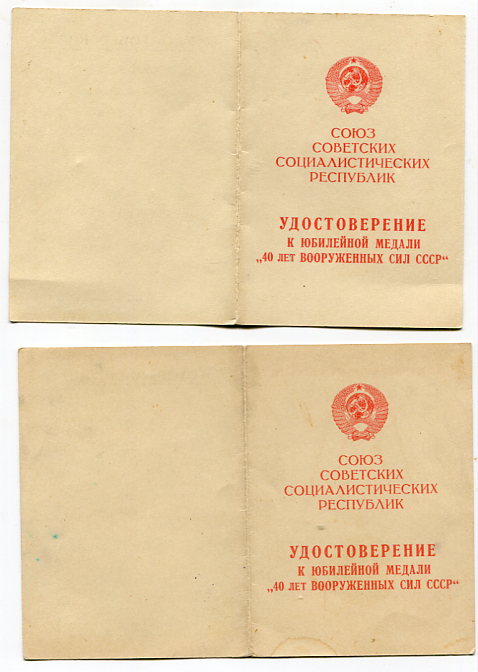 СОЮЗ
СОВЕТСКИХ
СОЦИАЛИСТИЧЕСКИХ
РЕСПУБЛИК
УДОСТОВЕРЕНИЕ
К ЮБИЛЕЙНОЙ МЕДАЛИ
„40 ЛЕТ ВООРУЖЕННЫХ СИЛ СССР“
СОЮЗ
СОВЕТСКИХ
СОЦИАЛИСТИЧЕСКИХ
РЕСПУБЛИК
УДОСТОВЕРЕНИЕ
К ЮБИЛЕЙНОЙ МЕДАЛИ
„40 ЛЕТ ВООРУЖЕННЫХ СИЛ СССР“